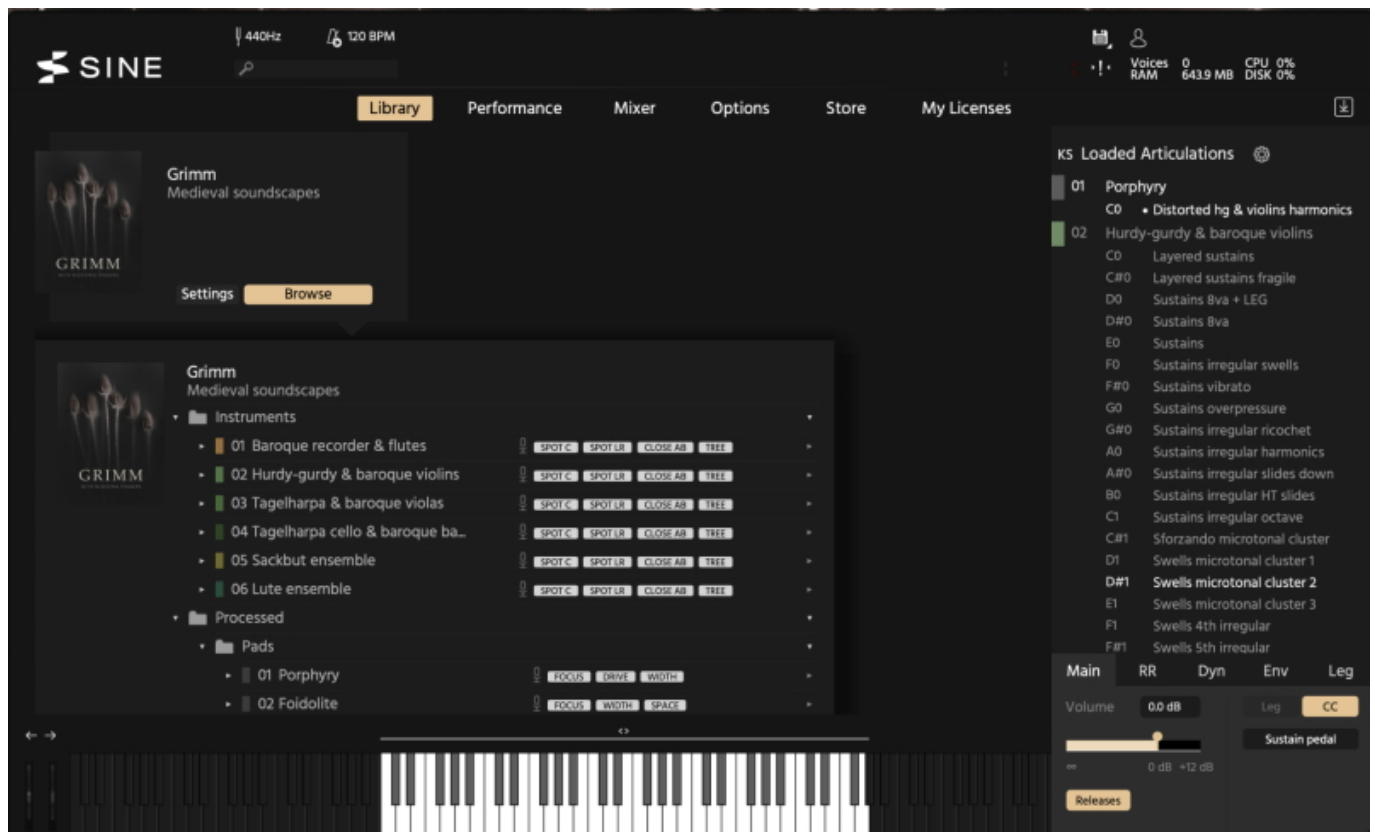 440Hz
120 BPM
SINE
Voices 0 CPU 0%
RAM 643.9 MB DISK 0%
Library Performance Mixer Options Store My Licenses
Grimm
Medieval soundscapes
GRIMM
Settings Browse
Grimm
Medieval soundscapes
GRIMM
Instruments
01 Baroque recorder & flutes SPOT C SPOT LR CLOSE AB TREE
02 Hurdy-gurdy & baroque violins SPOT C SPOT LR CLOSE AB TREE
03 Tagelharpa & baroque violas SPOT C SPOT LR CLOSE AB TREE
04 Tagelharpa cello & baroque ba... SPOT C SPOT LR CLOSE AB TREE
05 Sackbut ensemble SPOT C SPOT LR CLOSE AB TREE
06 Lute ensemble SPOT C SPOT LR CLOSE AB TREE
Processed
Pads
01 Porphyry FOCUS DRIVE WIDTH
02 Foidolite FOCUS WIDTH SPACE
KS Loaded Articulations
01 Porphyry
C0 • Distorted hg & violins harmonics
02 Hurdy-gurdy & baroque violins
C0 Layered sustains
C#0 Layered sustains fragile
D0 Sustains 8va + LEG
D#0 Sustains 8va
E0 Sustains
F0 Sustains irregular swells
F#0 Sustains vibrato
G0 Sustains overpressure
G#0 Sustains irregular ricochet
A0 Sustains irregular harmonics
A#0 Sustains irregular slides down
B0 Sustains irregular HT slides
C1 Sustains irregular octave
C#1 Sforzando microtonal cluster
D1 Swells microtonal cluster 1
D#1 Swells microtonal cluster 2
E1 Swells microtonal cluster 3
F1 Swells 4th irregular
F#1 Swells 5th irregular
Main RR Dyn Env Leg
Volume 0.0 dB Leg CC
Sustain pedal
∞ 0 dB +12 dB
Releases